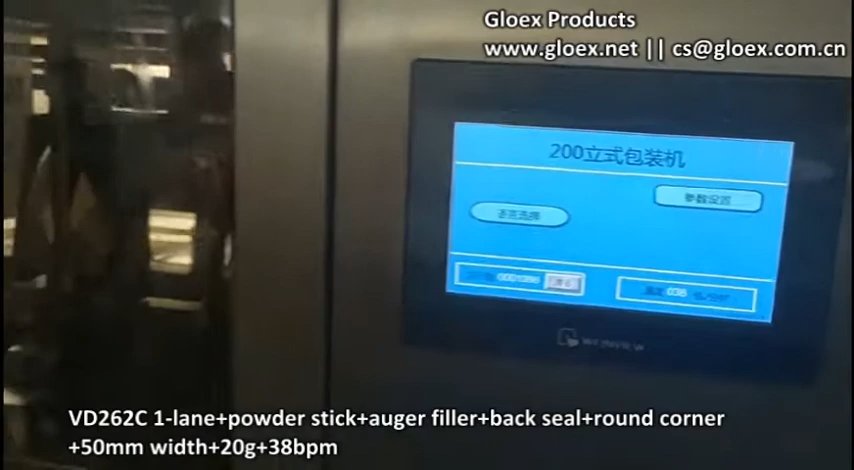 Gloex Products
www.gloex.net || cs@gloex.com.cn
200立式包装机
参数设置
语言选择
038
VD262C 1-lane+powder stick+auger filler+back seal+round corner
+50mm width+20g+38bpm